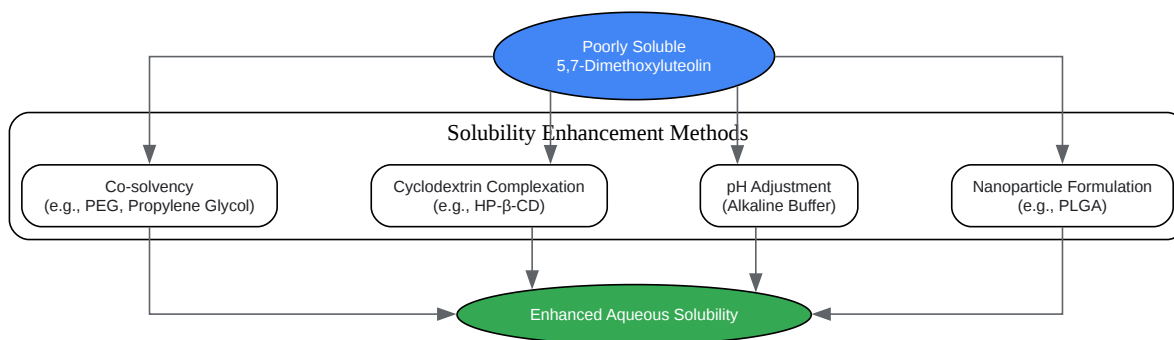 Poorly Soluble
5,7-Dimethoxyluteolin
Solubility Enhancement Methods
Co-solvency
(e.g., PEG, Propylene Glycol)
Cyclodextrin Complexation
(e.g., HP-β-CD)
pH Adjustment
(Alkaline Buffer)
Nanoparticle Formulation
(e.g., PLGA)
Enhanced Aqueous Solubility